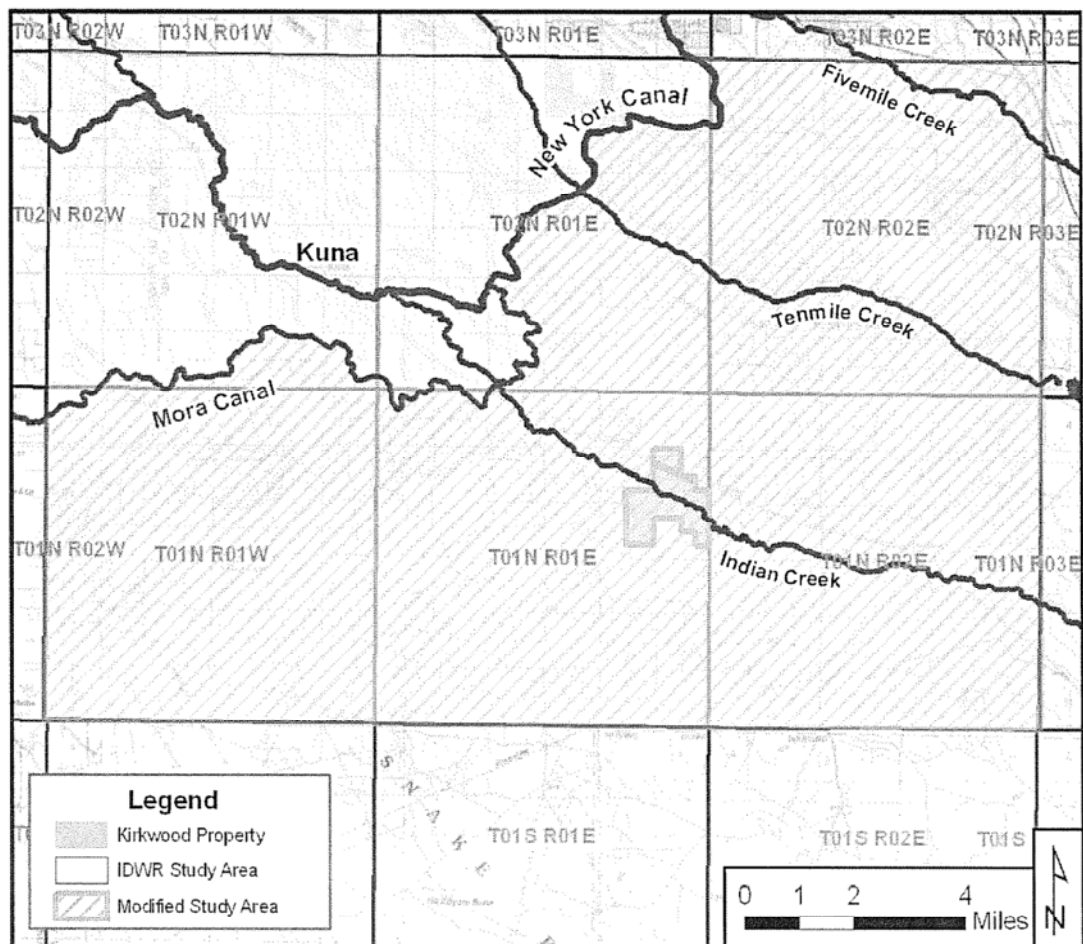 T03N R02W T03N R01W T03N R01E T03N R02E T03N R03E
Fivemile Creek
New York Canal
T02N R02W T02N R01W T02N R01E T02N R02E T02N R03E
Kuna
Tenmile Creek
Mora Canal
T01N R02W T01N R01W T01N R01E T01N R02E T01N R03E
Indian Creek
S N A K E
T01S R01E T01S R02E T01S
Legend
Kirkwood Property
IDWR Study Area
Modified Study Area
0 1 2 4
Miles
N